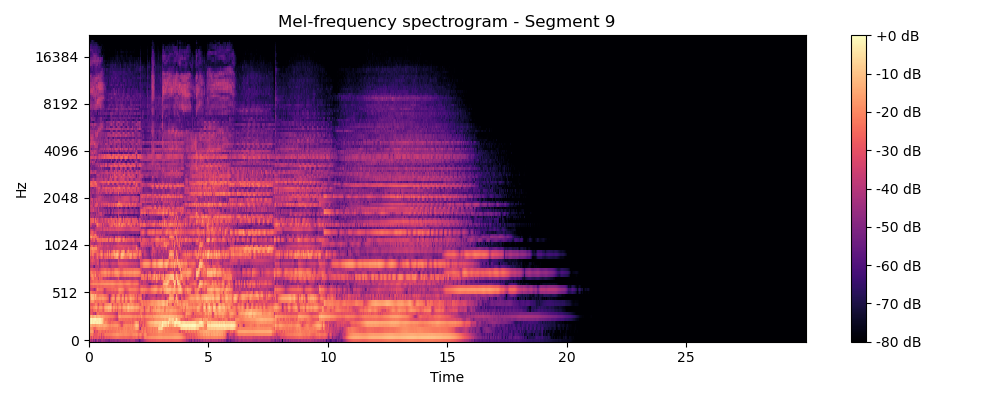 Mel-frequency spectrogram - Segment 9
Hz
16384
8192
4096
2048
1024
512
0
0 5 10 15 20 25
Time
+0 dB
-10 dB
-20 dB
-30 dB
-40 dB
-50 dB
-60 dB
-70 dB
-80 dB